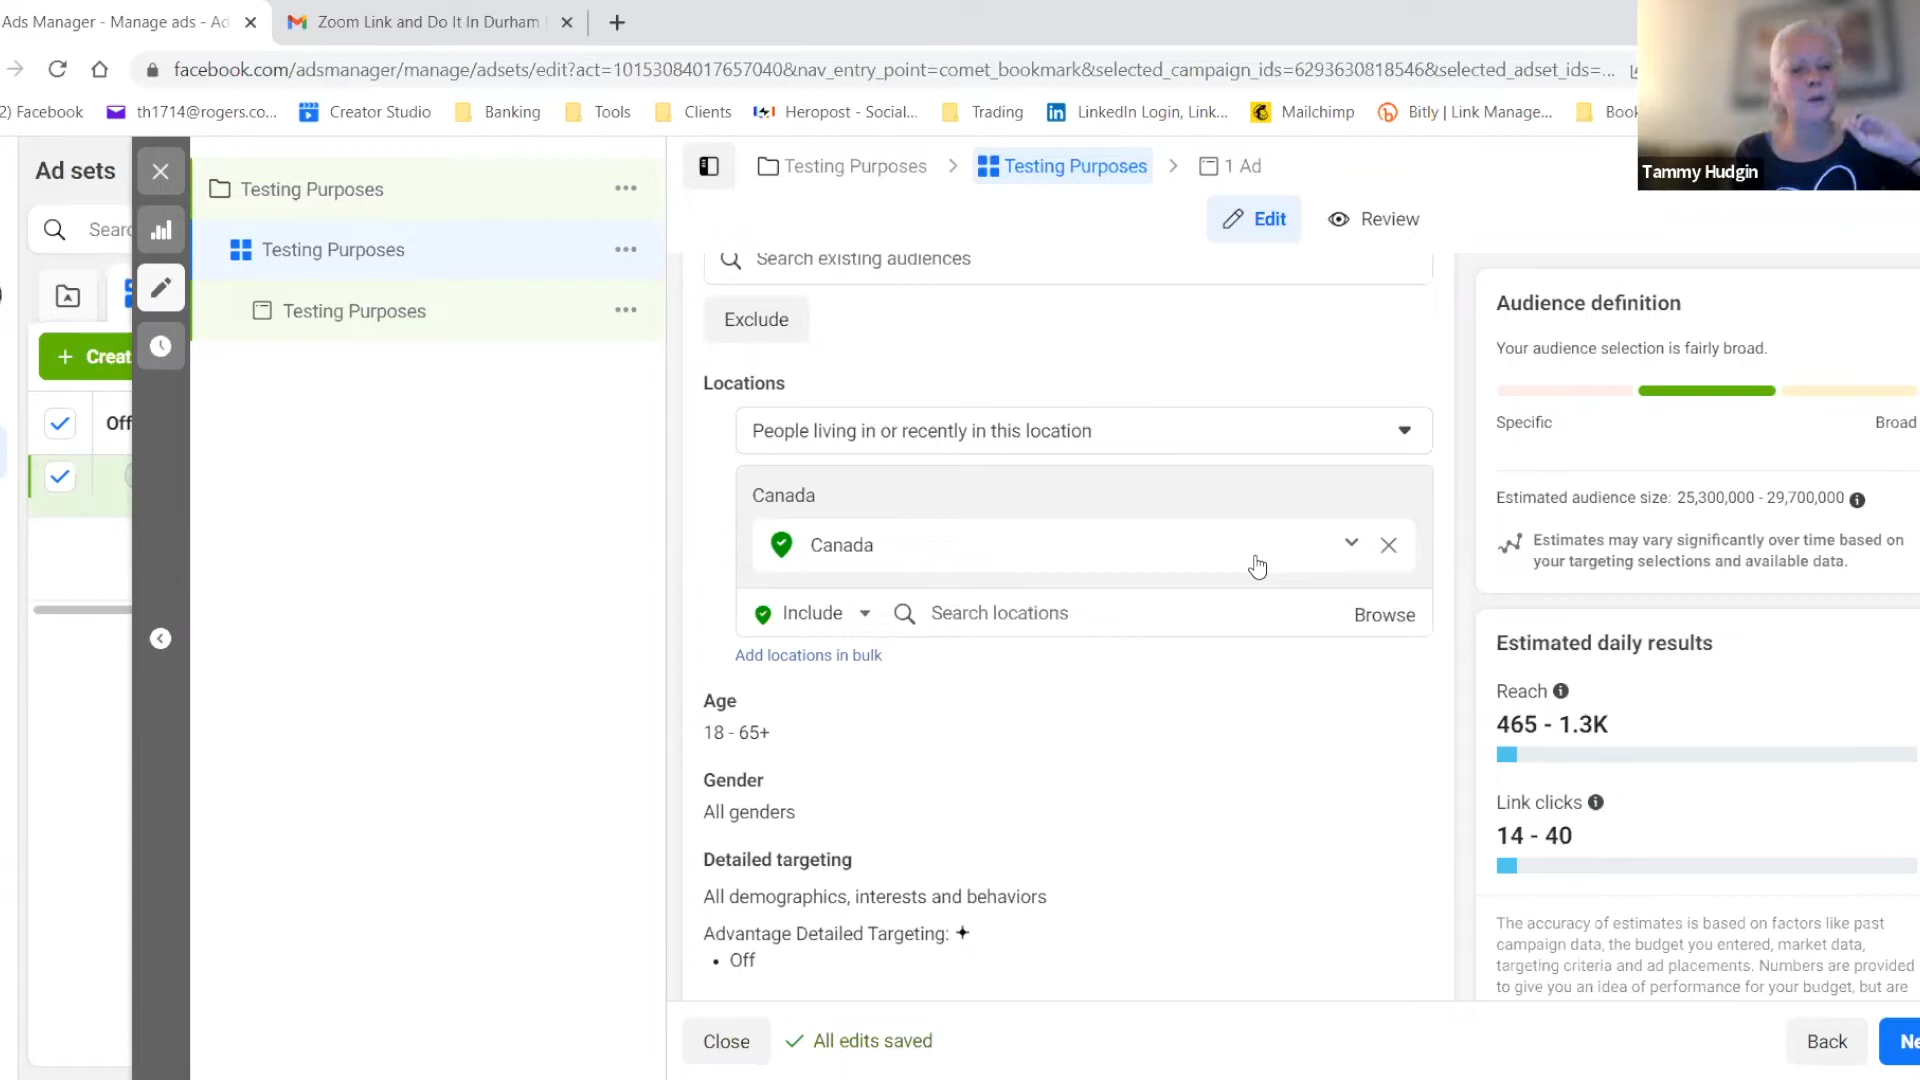 Ads Manager - Manage ads - Ad
Zoom Link and Do It In Durham
facebook.com/adsmanager/manage/adsets/edit?act=10153084017657040&nav_entry_point=comet_bookmark&selected_campaign_ids=6293630818546&selected_adset_ids=...
2) Facebook
th1714@rogers.co...
Creator Studio
Banking
Tools
Clients
Heropost - Social...
Trading
LinkedIn Login, Link...
Mailchimp
Bitly | Link Manage...
Book
Tammy Hudgin
Ad sets
Testing Purposes
Testing Purposes
Testing Purposes
Testing Purposes
Testing Purposes
1 Ad
Edit
Review
Sear
Search existing audiences
Exclude
+ Creat
Off
Locations
People living in or recently in this location
Canada
Canada
Include
Search locations
Browse
Add locations in bulk
Age
18 - 65+
Gender
All genders
Detailed targeting
All demographics, interests and behaviors
Advantage Detailed Targeting:
• Off
Audience definition
Your audience selection is fairly broad.
Specific
Broad
Estimated audience size: 25,300,000 - 29,700,000
Estimates may vary significantly over time based on
your targeting selections and available data.
Estimated daily results
Reach
465 - 1.3K
Link clicks
14 - 40
The accuracy of estimates is based on factors like past
campaign data, the budget you entered, market data,
targeting criteria and ad placements. Numbers are provided
to give you an idea of performance for your budget, but are
Close
All edits saved
Back
Ne